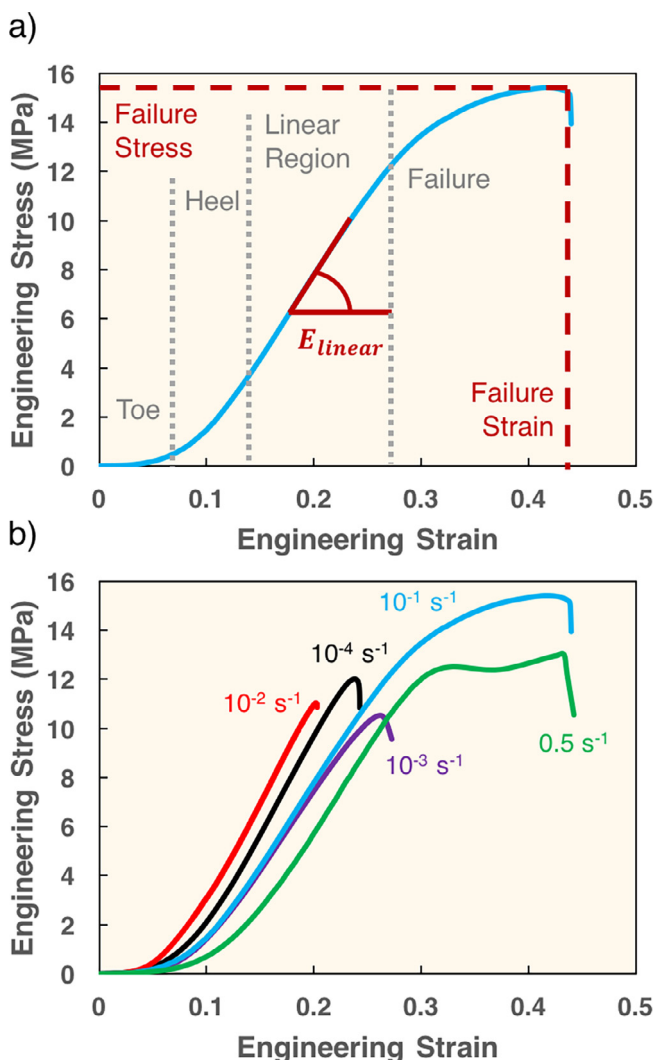 a)
Engineering Stress (MPa)
16
14
12
10
8
6
4
2
0
Failure
Stress
Linear
Region
Heel
Failure
E_linear
Toe
Failure
Strain
0 0.1 0.2 0.3 0.4 0.5
Engineering Strain
b)
Engineering Stress (MPa)
16
14
12
10
8
6
4
2
0
10⁻¹ s⁻¹
10⁻⁴ s⁻¹
10⁻² s⁻¹
10⁻³ s⁻¹
0.5 s⁻¹
0 0.1 0.2 0.3 0.4 0.5
Engineering Strain